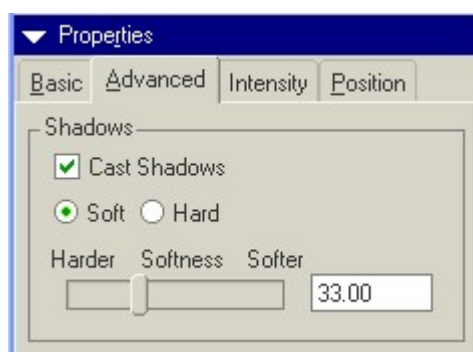 Properties
Basic Advanced Intensity Position
Shadows
Cast Shadows
Soft Hard
Harder Softness Softer
33.00